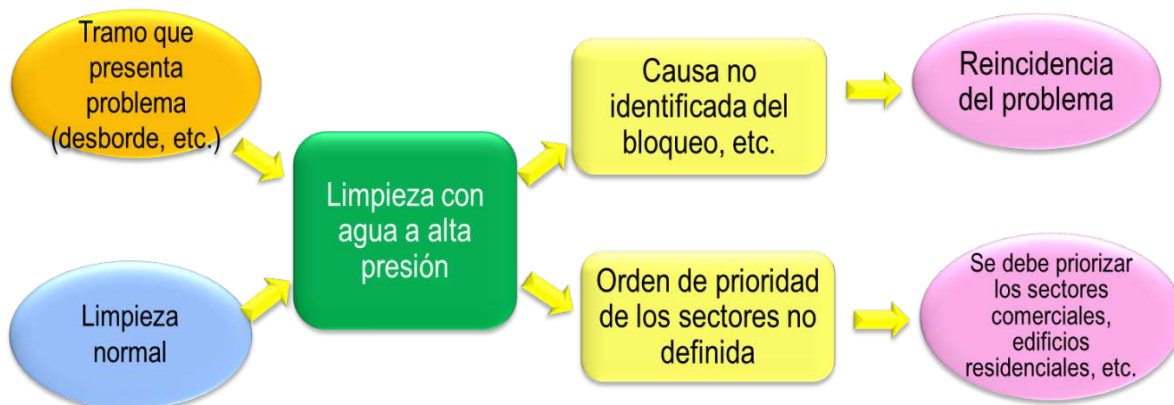 Tramo que
presenta
problema
(desborde, etc.)
Limpieza
normal
Limpieza con
agua a alta
presión
Causa no
identificada del
bloqueo, etc.
Orden de prioridad
de los sectores no
definida
Reincidencia
del problema
Se debe priorizar
los sectores
comerciales,
edificios
residenciales, etc.